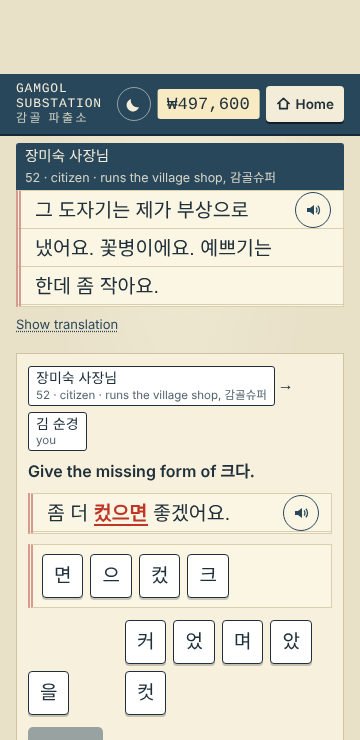 GAMGOL
SUBSTATION
감골 파출소
₩497,600
Home
장미숙 사장님
52 · citizen · runs the village shop, 감골슈퍼
그 도자기는 제가 부상으로
냈어요. 꽃병이에요. 예쁘기는
한데 좀 작아요.
Show translation
장미숙 사장님
52 · citizen · runs the village shop, 감골슈퍼
→
김 순경
you
Give the missing form of 크다.
좀 더 컸으면 좋겠어요.
면 으 컸 크
커 었 며 았
을 컷